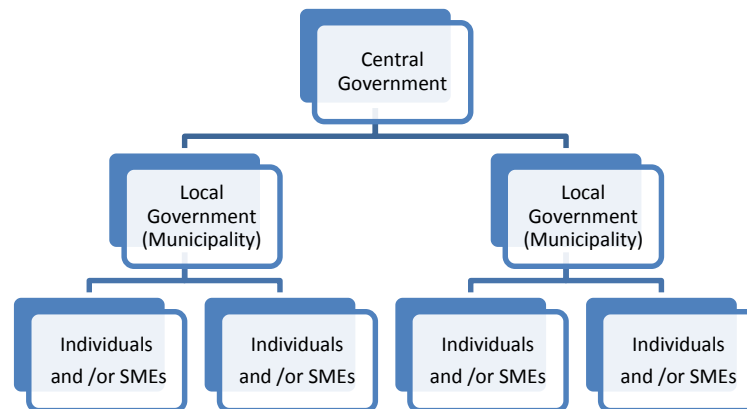 Central
Government
Local
Government
(Municipality)
Local
Government
(Municipality)
Individuals
and /or SMEs
Individuals
and /or SMEs
Individuals
and /or SMEs
Individuals
and /or SMEs